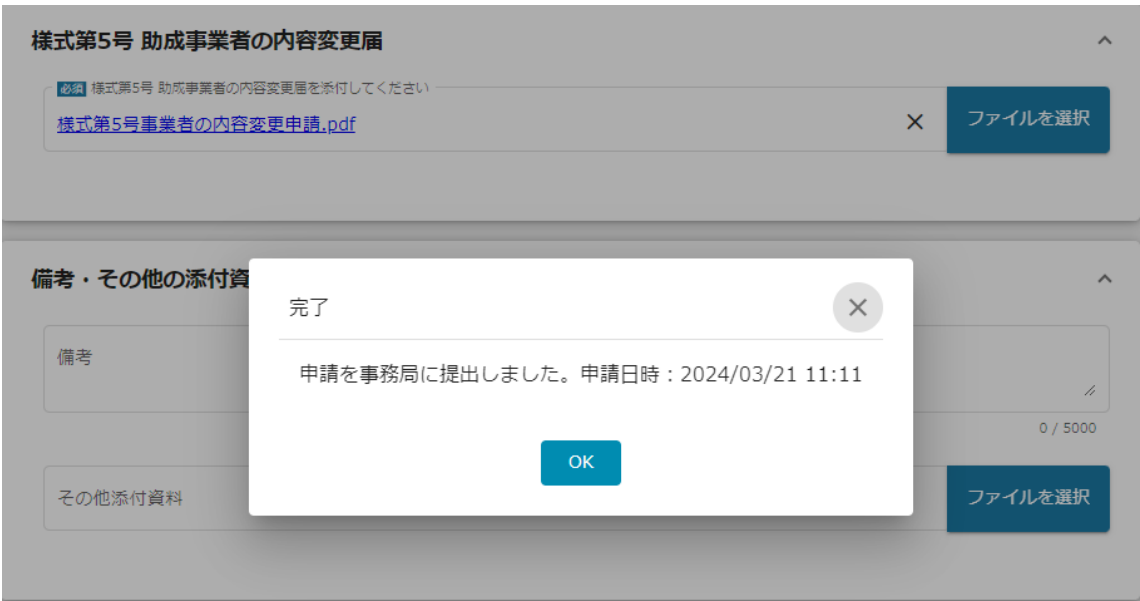 様式第5号 助成事業者の内容変更届
必須 様式第5号 助成事業者の内容変更届を添付してください
様式第5号事業者の内容変更申請.pdf
ファイルを選択
備考・その他の添付資
完了
備考
申請を事務局に提出しました。申請日時：2024/03/21 11:11
0 / 5000
OK
その他添付資料
ファイルを選択